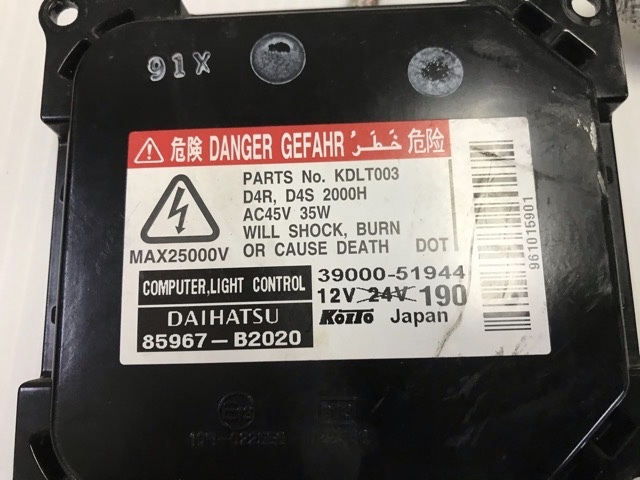 91X
危険 DANGER GEFAHR خَطَرُ 危险
PARTS No. KDLT003
D4R, D4S 2000H
AC45V 35W
WILL SHOCK, BURN
OR CAUSE DEATH DOT
MAX25000V
961015901
COMPUTER,LIGHT CONTROL
39000-51944
12V 24V 190
DAIHATSU
KOITO Japan
85967-B2020